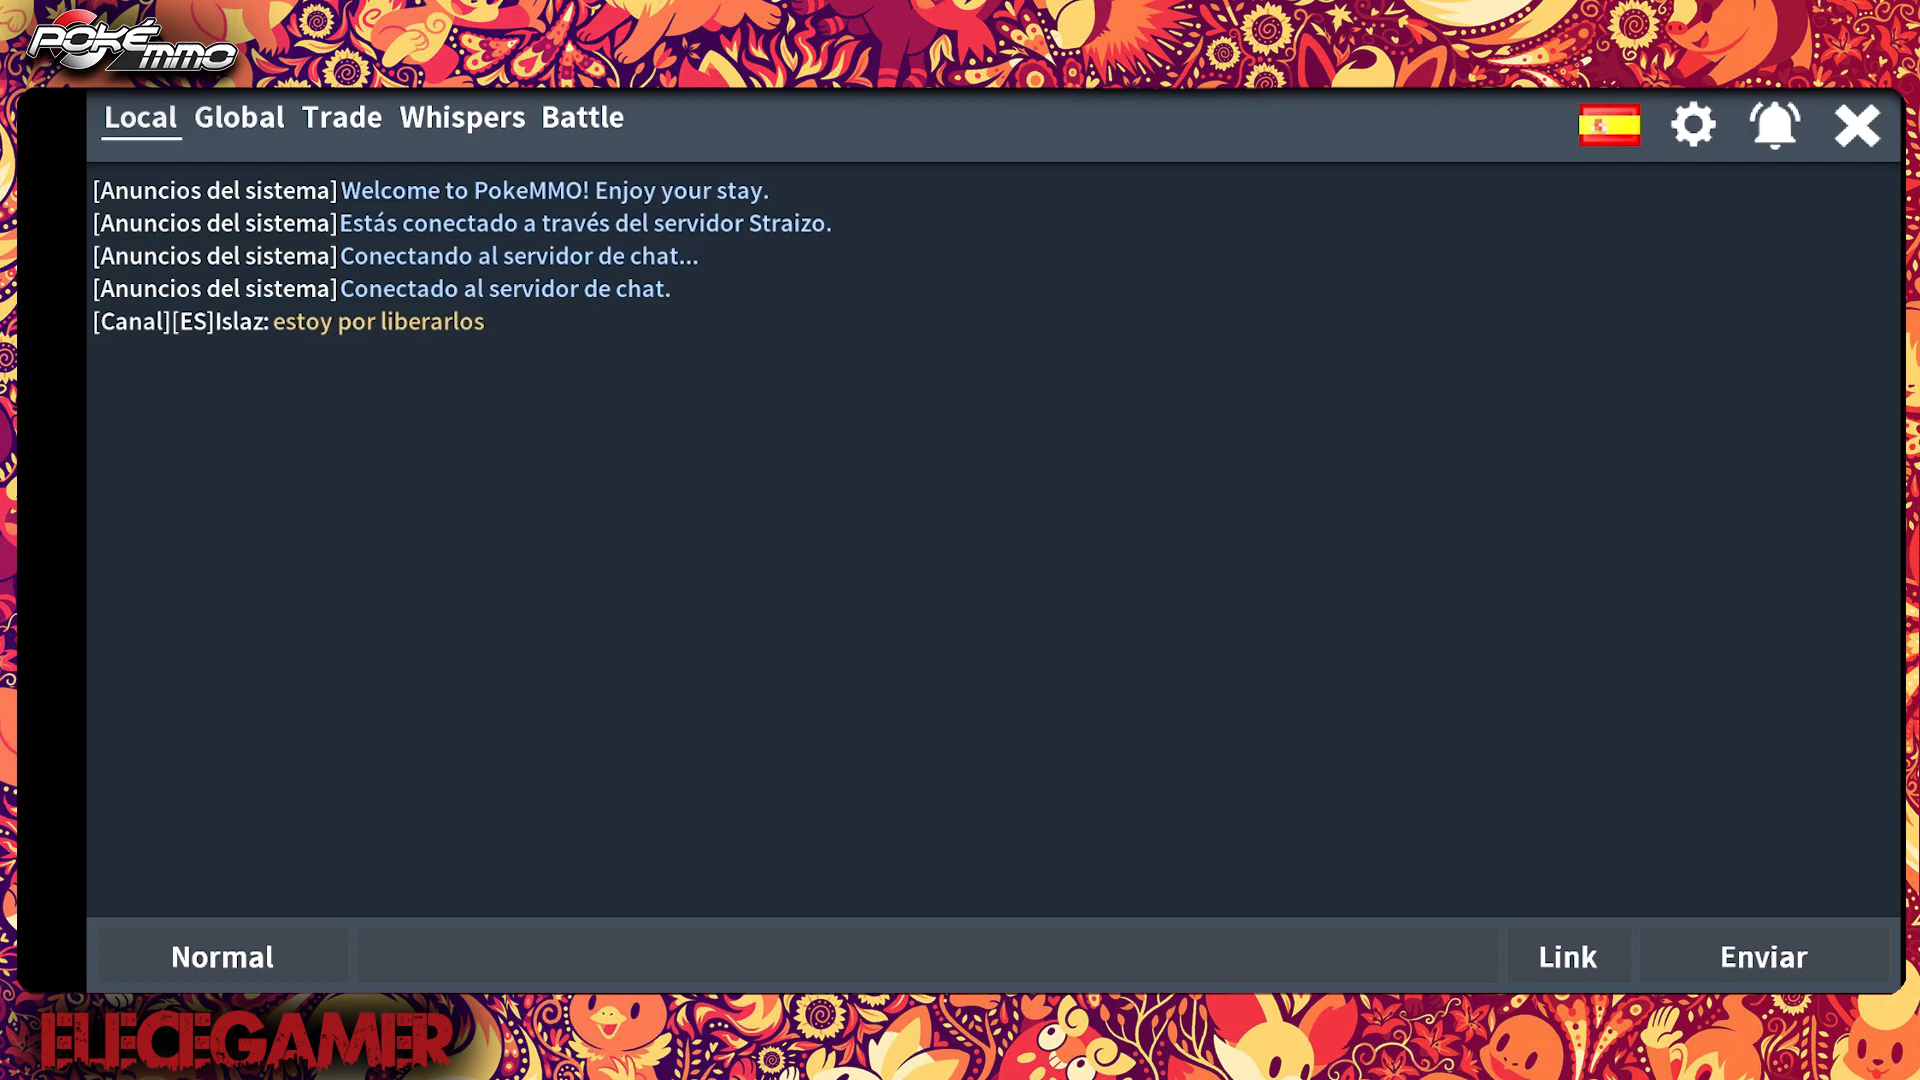 POKÉ
MMO
Local Global Trade Whispers Battle
[Anuncios del sistema]Welcome to PokeMMO! Enjoy your stay.
[Anuncios del sistema]Estás conectado a través del servidor Straizo.
[Anuncios del sistema]Conectando al servidor de chat...
[Anuncios del sistema]Conectado al servidor de chat.
[Canal][ES]Islaz: estoy por liberarlos
Normal Link Enviar
ELECEGAMER